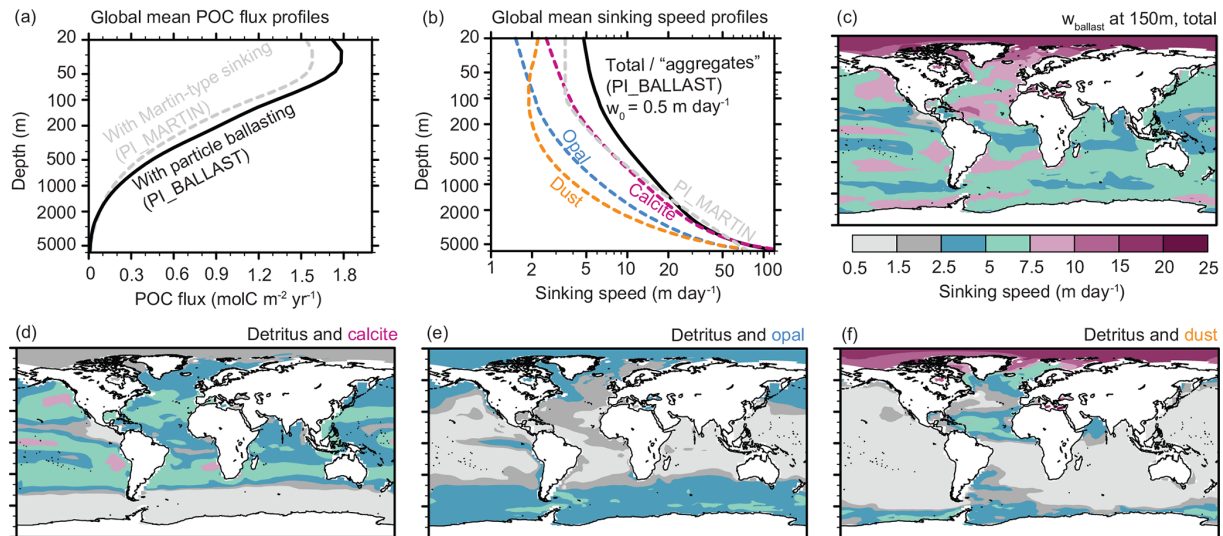 (a) Global mean POC flux profiles
20
50
100
200
500
1000
2000
5000
Depth (m)
With Martin-type sinking
(PI_MARTIN)
With particle ballasting
(PI_BALLAST)
0 0.3 0.6 0.9 1.2 1.5 1.8
POC flux (molC m⁻² yr⁻¹)
(b) Global mean sinking speed profiles
20
50
100
200
500
1000
2000
5000
Depth (m)
Total / “aggregates”
(PI_BALLAST)
w₀ = 0.5 m day⁻¹
Opal
Dust
Calcite
PI_MARTIN
1 2 5 10 20 50 100
Sinking speed (m day⁻¹)
(c) w_ballast at 150m, total
0.5 1.5 2.5 5 7.5 10 15 20 25
Sinking speed (m day⁻¹)
(d) Detritus and calcite
(e) Detritus and opal
(f) Detritus and dust